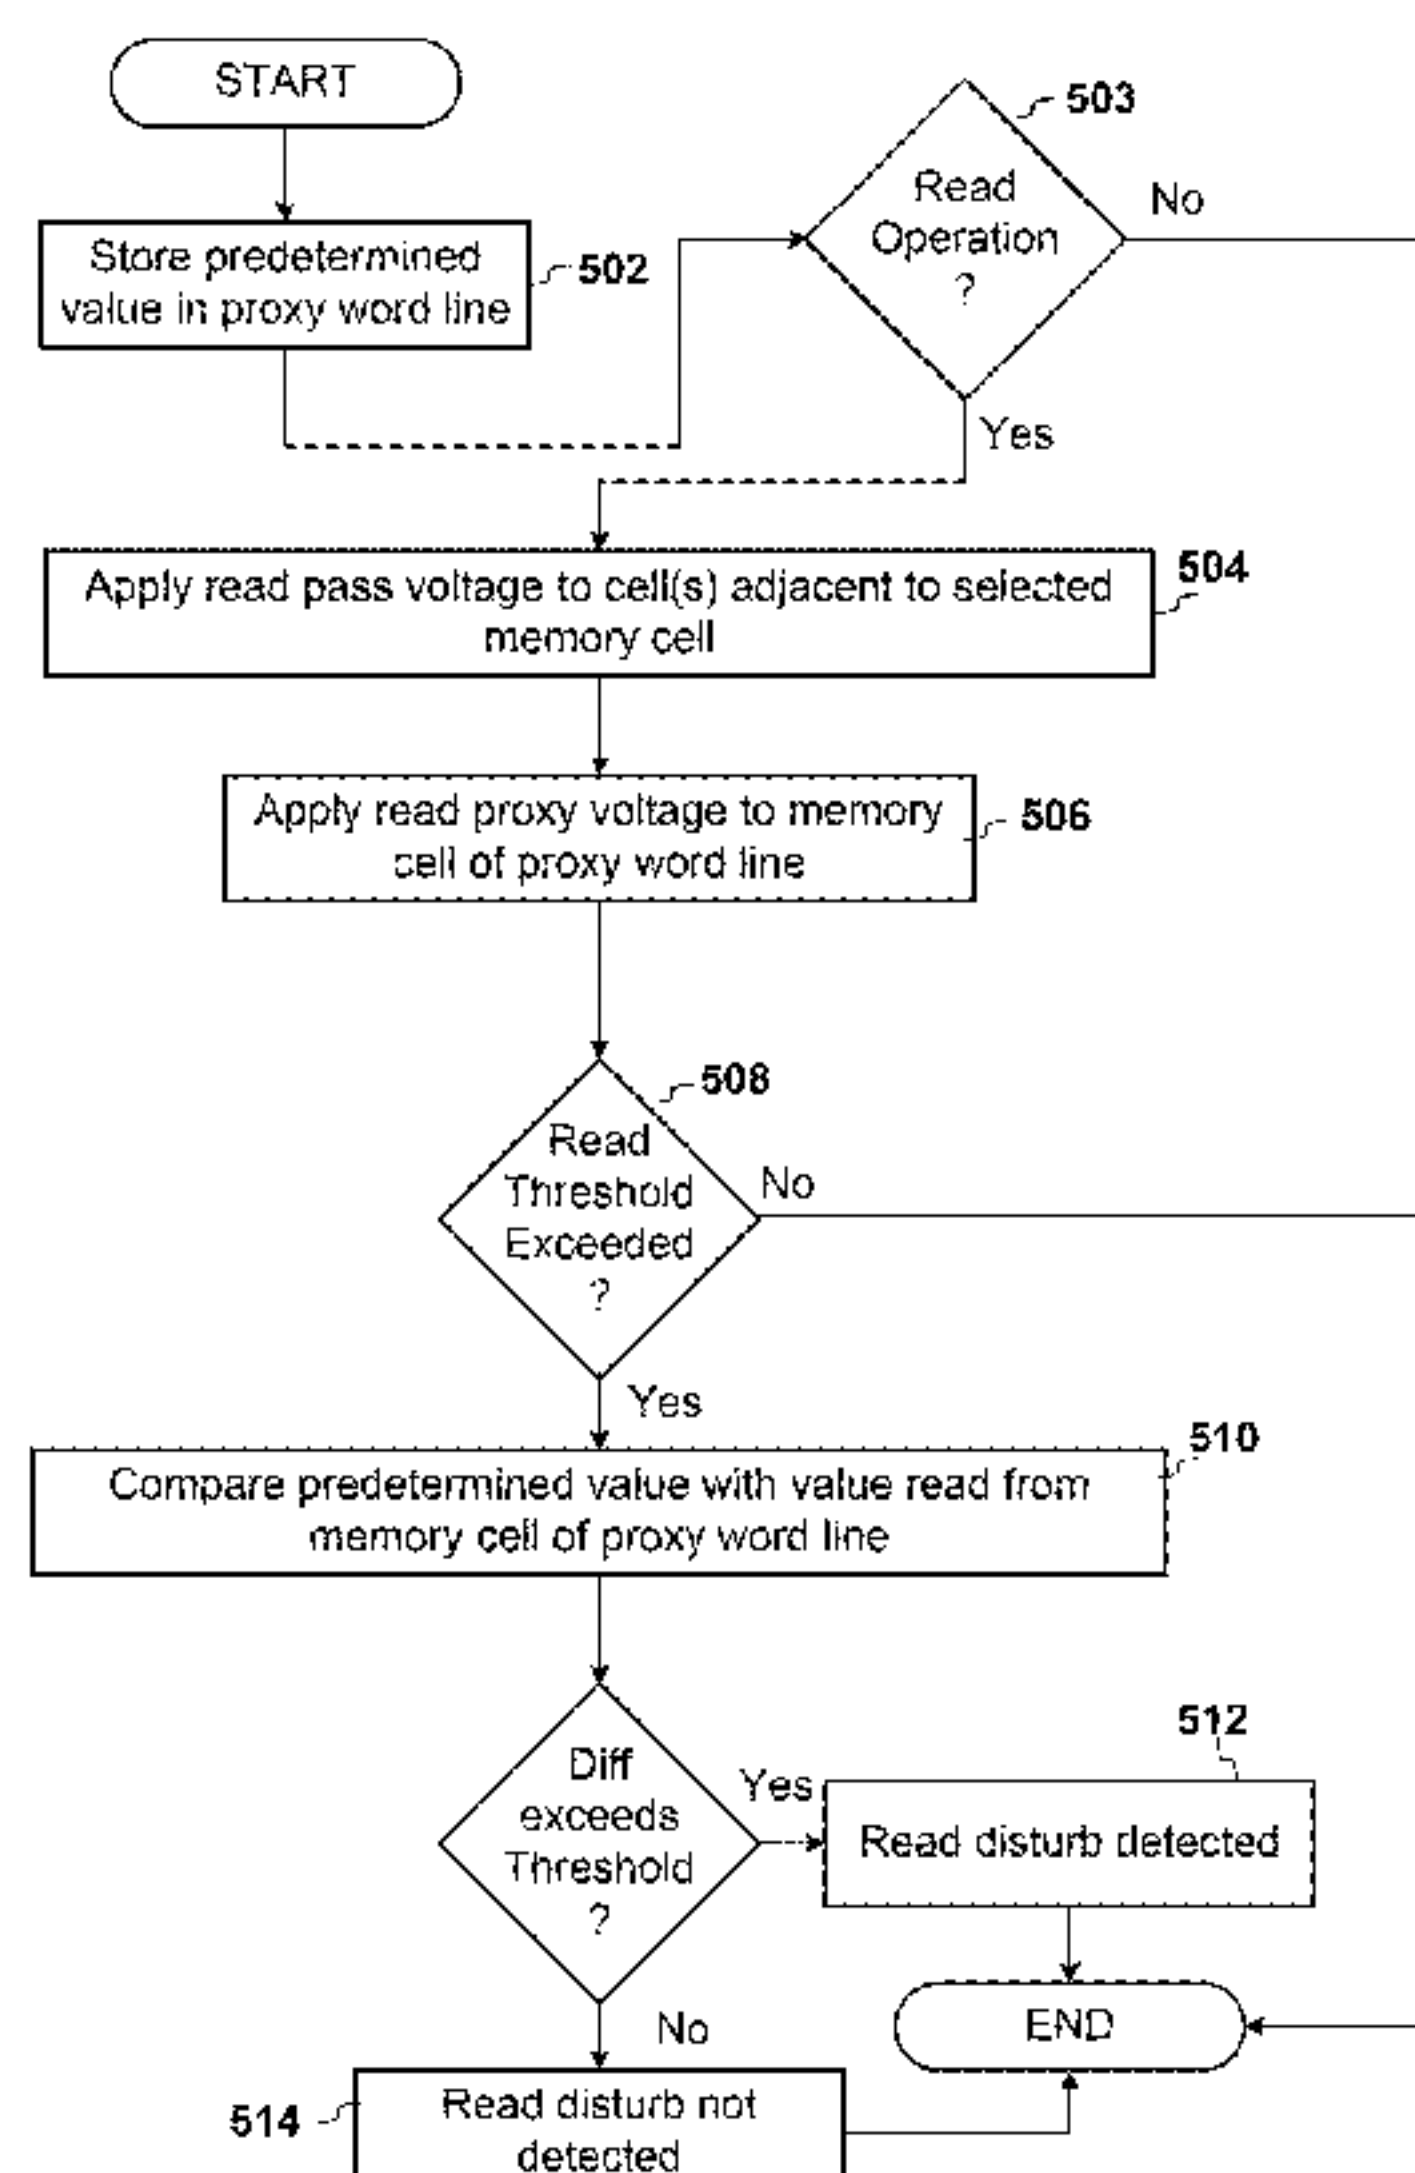 START
503
Read
Operation
?
No
Store predetermined
value in proxy word line
502
Yes
Apply read pass voltage to cell(s) adjacent to selected
memory cell
504
Apply read proxy voltage to memory
cell of proxy word line
506
508
Read
Threshold
Exceeded
?
No
Yes
510
Compare predetermined value with value read from
memory cell of proxy word line
512
Diff
exceeds
Threshold
?
Yes
Read disturb detected
No
END
514
Read disturb not
detected